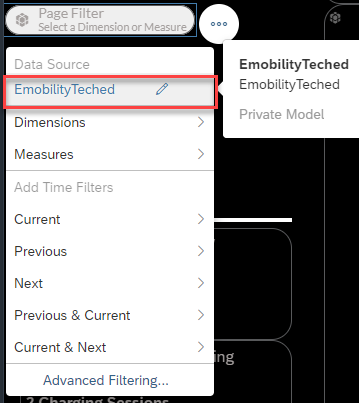 Page Filter
Select a Dimension or Measure
Data Source
EmobilityTeched
Dimensions
Measures
Add Time Filters
Current
Previous
Next
Previous & Current
Current & Next
Advanced Filtering...
EmobilityTeched
EmobilityTeched
Private Model
2 Charging Sessions